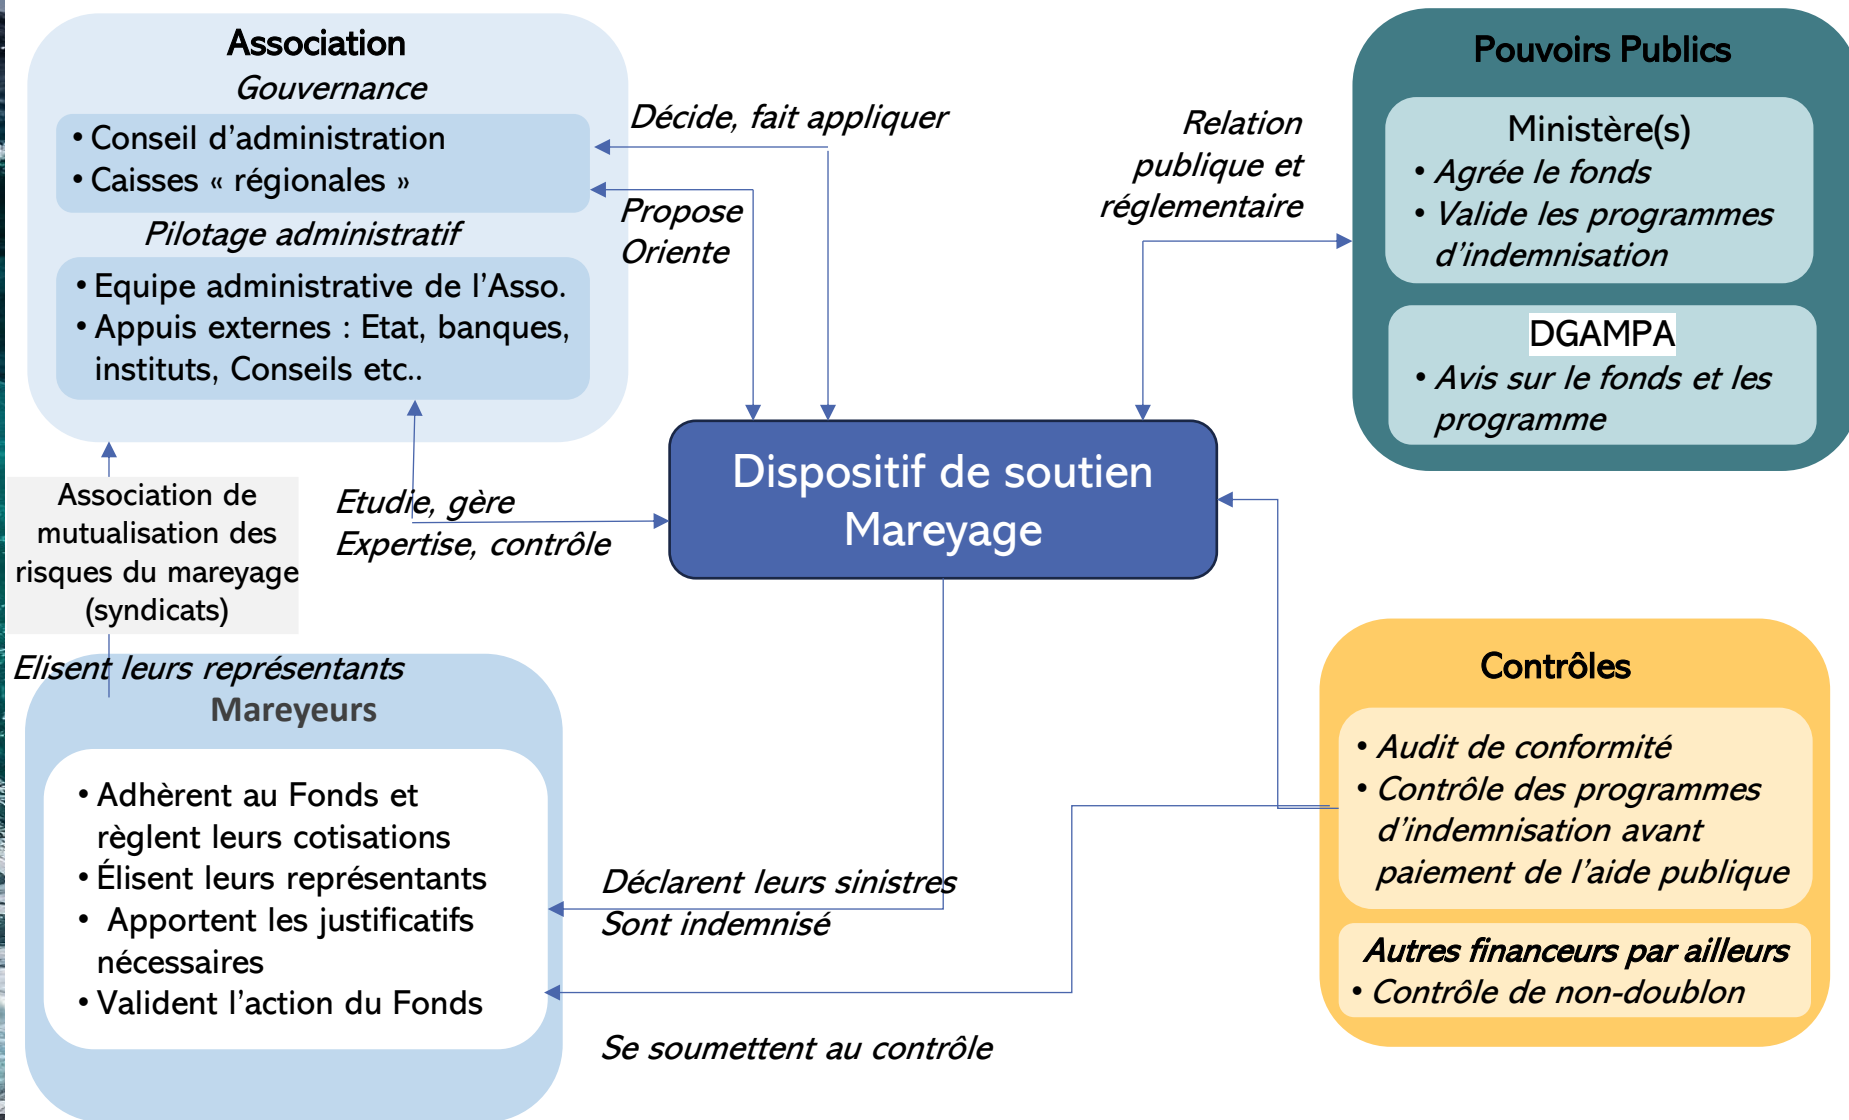 Association
Gouvernance
• Conseil d’administration
• Caisses « régionales »
Pilotage administratif
• Equipe administrative de l’Asso.
• Appuis externes : Etat, banques,
instituts, Conseils etc..
Décide, fait appliquer
Propose
Oriente
Relation
publique et
réglementaire
Pouvoirs Publics
Ministère(s)
• Agrée le fonds
• Valide les programmes
d’indemnisation
DGAMPA
• Avis sur le fonds et les
programme
Association de
mutualisation des
risques du mareyage
(syndicats)
Etudie, gère
Expertise, contrôle
Dispositif de soutien
Mareyage
Elisent leurs représentants
Mareyeurs
• Adhèrent au Fonds et
règlent leurs cotisations
• Élisent leurs représentants
• Apportent les justificatifs
nécessaires
• Valident l’action du Fonds
Déclarent leurs sinistres
Sont indemnisé
Se soumettent au contrôle
Contrôles
• Audit de conformité
• Contrôle des programmes
d’indemnisation avant
paiement de l’aide publique
Autres financeurs par ailleurs
• Contrôle de non-doublon